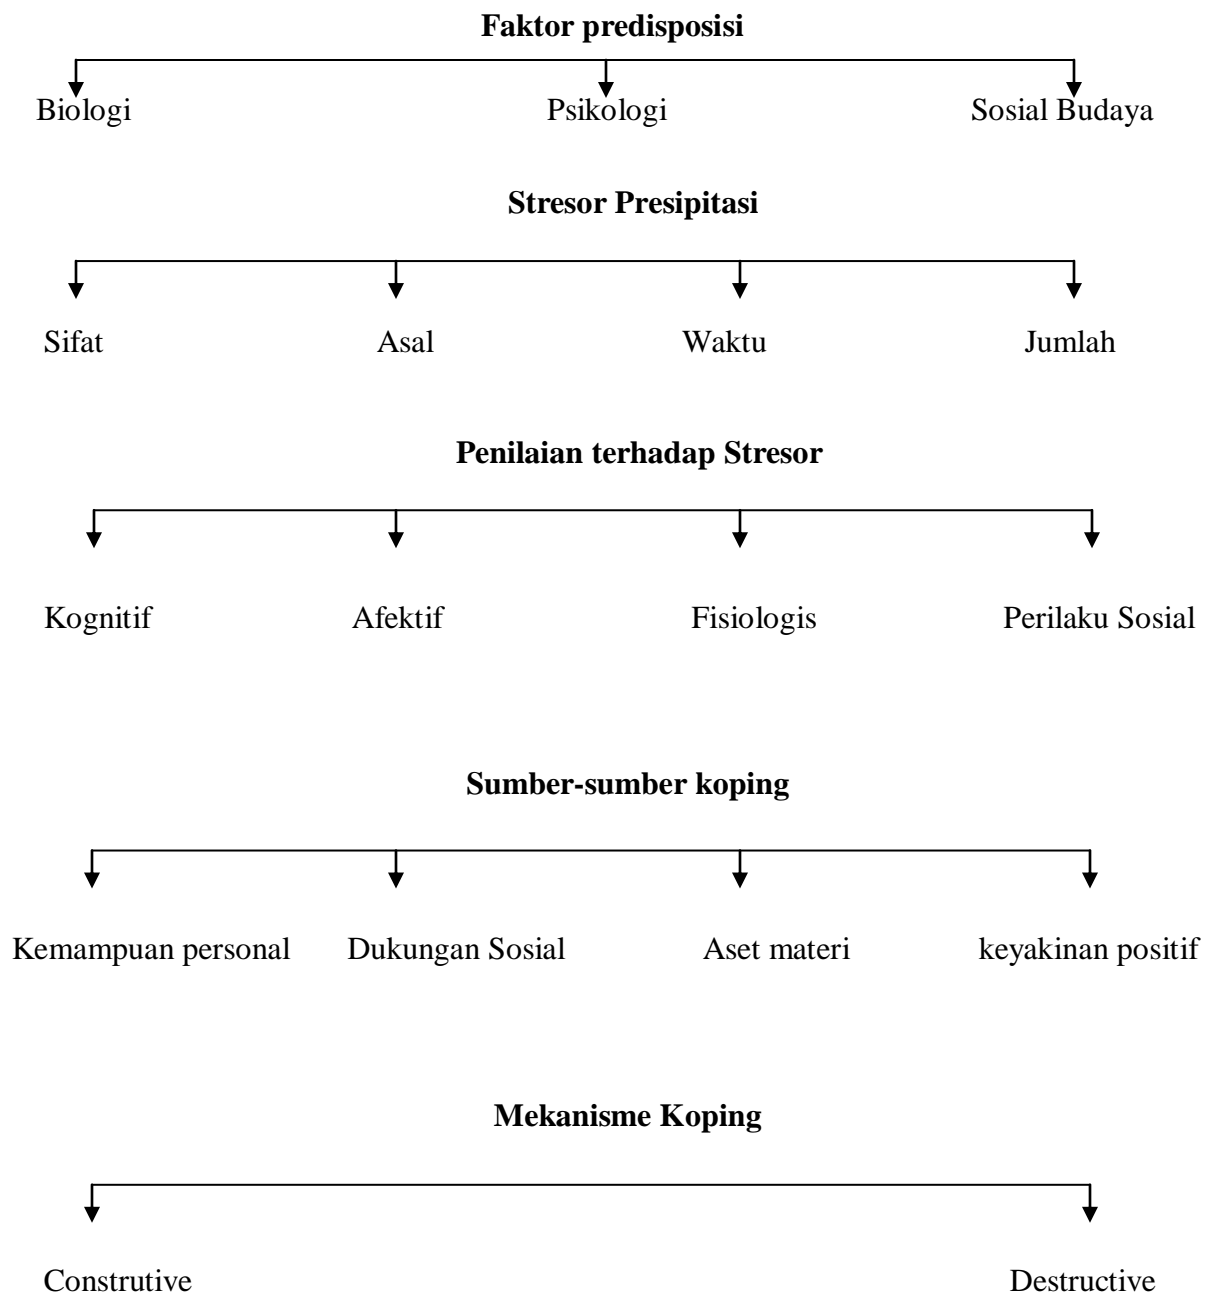 Faktor predisposisi
Biologi Psikologi Sosial Budaya
Stresor Presipitasi
Sifat Asal Waktu Jumlah
Penilaian terhadap Stresor
Kognitif Afektif Fisiologis Perilaku Sosial
Sumber-sumber koping
Kemampuan personal Dukungan Sosial Aset materi keyakinan positif
Mekanisme Koping
Construtive Destructive